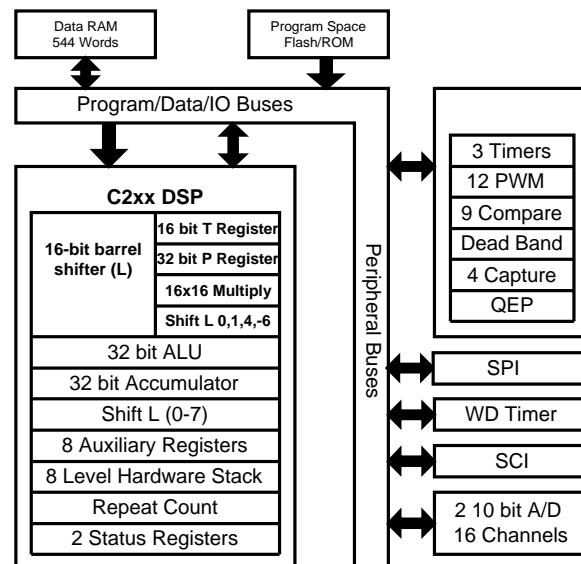 Data RAM
544 Words
Program Space
Flash/ROM
Program/Data/IO Buses
C2xx DSP
16-bit barrel
shifter (L)
16 bit T Register
32 bit P Register
16x16 Multiply
Shift L 0,1,4,-6
32 bit ALU
32 bit Accumulator
Shift L (0-7)
8 Auxiliary Registers
8 Level Hardware Stack
Repeat Count
2 Status Registers
Peripheral Buses
3 Timers
12 PWM
9 Compare
Dead Band
4 Capture
QEP
SPI
WD Timer
SCI
2 10 bit A/D
16 Channels